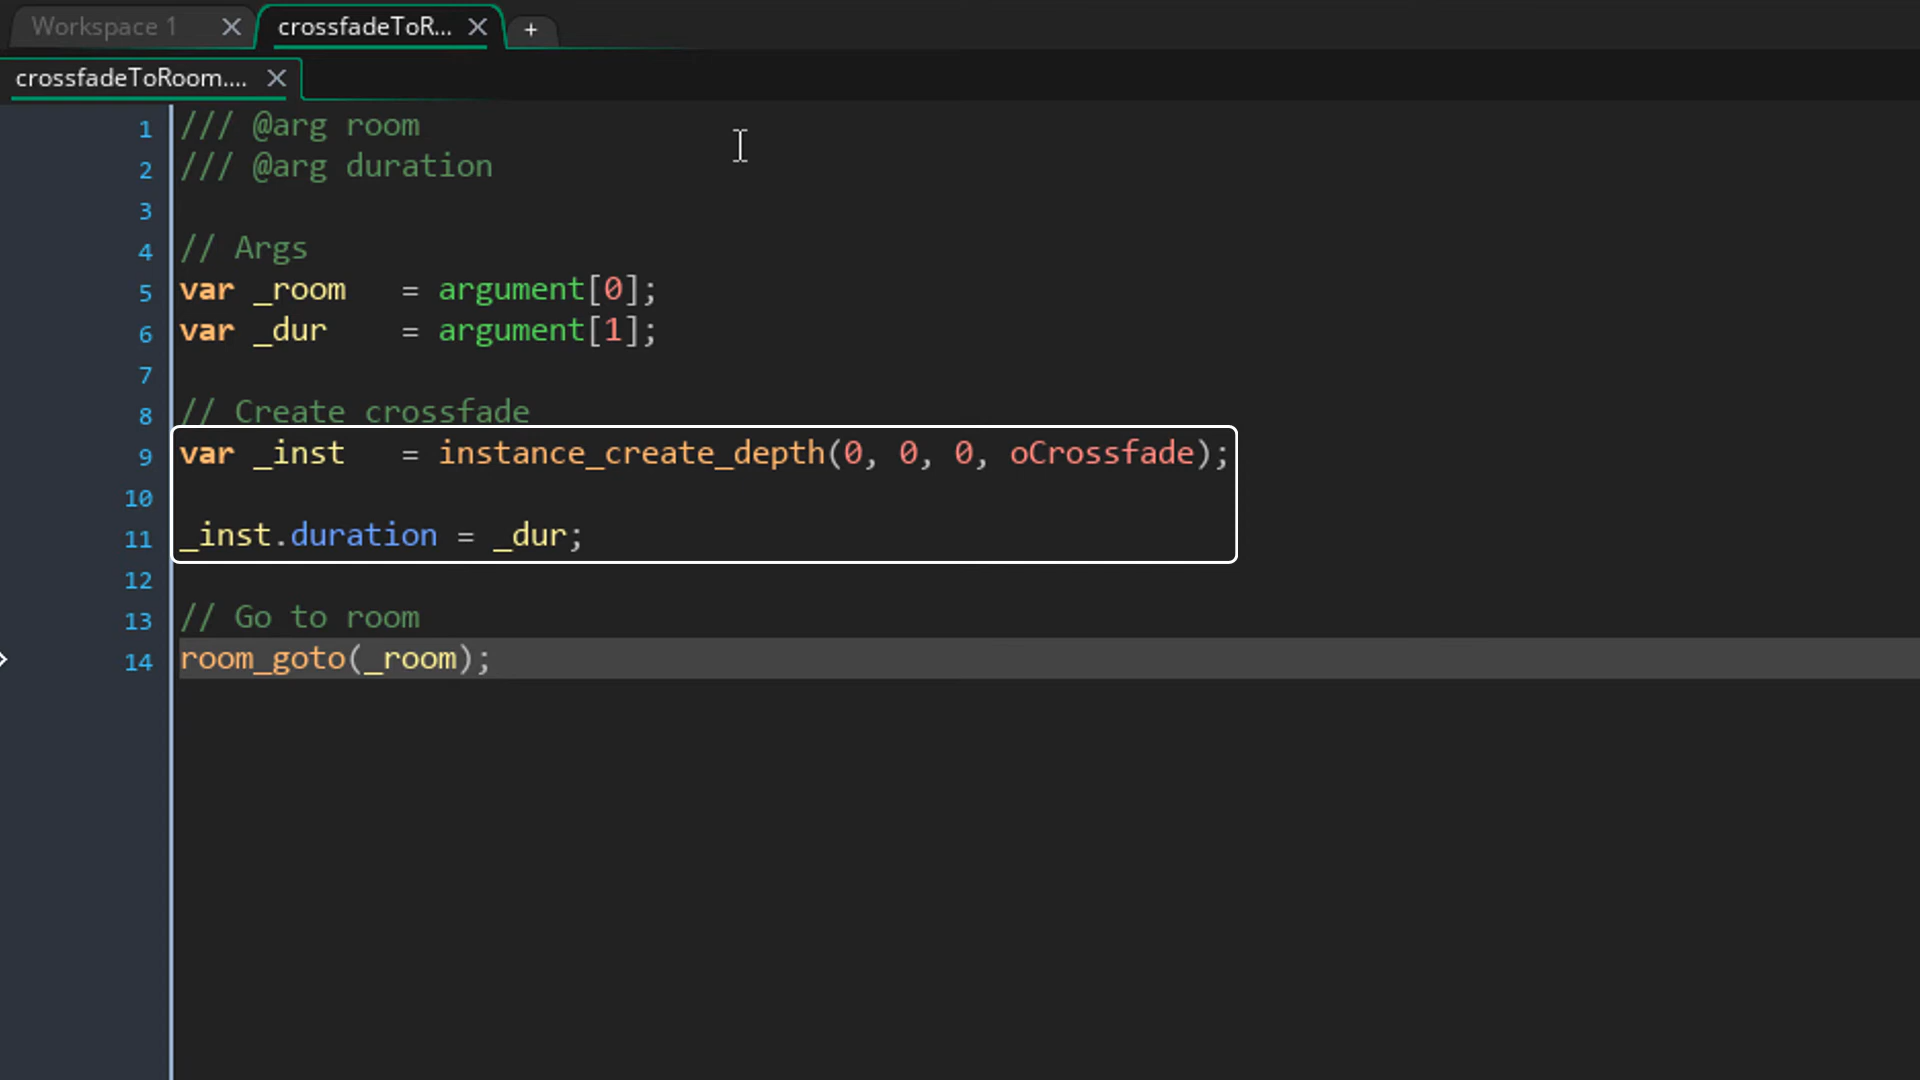 Workspace 1
crossfadeToR...
+
crossfadeToRoom....
1 /// @arg room
2 /// @arg duration
3
4 // Args
5 var _room   = argument[0];
6 var _dur    = argument[1];
7
8 // Create crossfade
9 var _inst   = instance_create_depth(0, 0, 0, oCrossfade);
10
11 _inst.duration = _dur;
12
13 // Go to room
14 room_goto(_room);